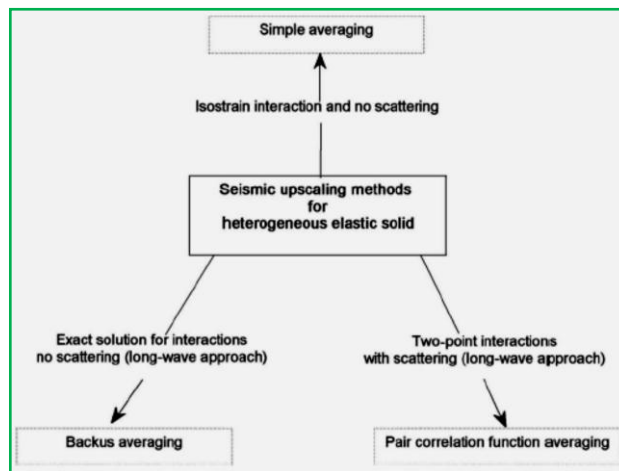 Simple averaging
Isostrain interaction and no scattering
Seismic upscaling methods
for
heterogeneous elastic solid
Exact solution for interactions
no scattering (long-wave approach)
Two-point interactions
with scattering (long-wave approach)
Backus averaging
Pair correlation function averaging